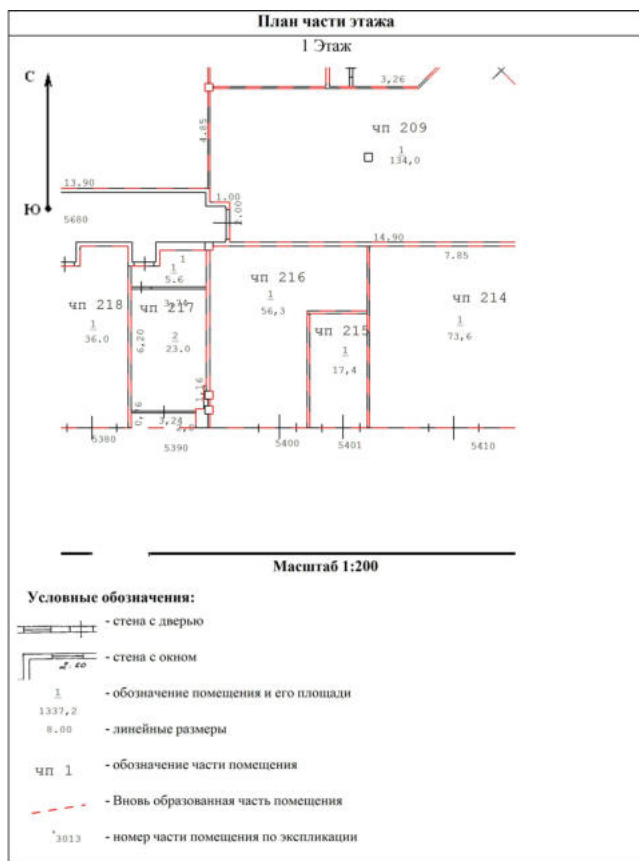 План части этажа
1 Этаж
С
3,26
4.85
чп 209
1
134,0
13.90
1.00
2.00
Ю
5680
14.90
7.85
1
1
5.6
чп 218
1
36.0
чп 217
2
23.0
6,20
чп 216
1
56,3
чп 215
1
17,4
чп 214
1
73,6
3,24
5380
5390
5400
5401
5410
Масштаб 1:200
Условные обозначения:
- стена с дверью
2.20
- стена с окном
1
1337,2
- обозначение помещения и его площади
8.00
- линейные размеры
чп 1
- обозначение части помещения
- Вновь образованная часть помещения
3013
- номер части помещения по экспликации